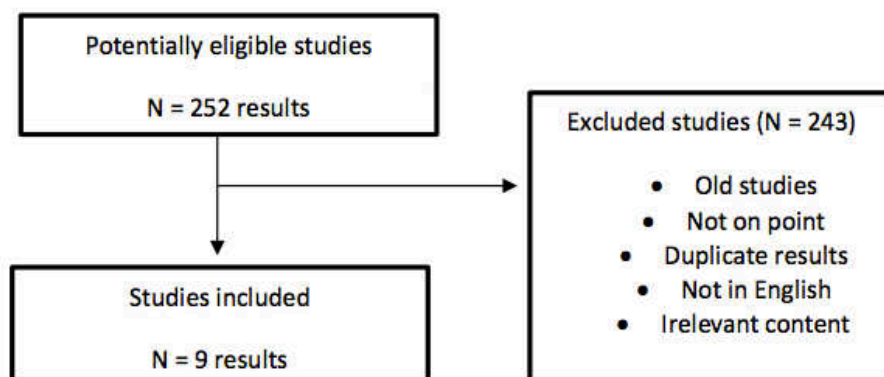 Potentially eligible studies
N = 252 results
Excluded studies (N = 243)
• Old studies
• Not on point
• Duplicate results
• Not in English
• Irelevant content
Studies included
N = 9 results